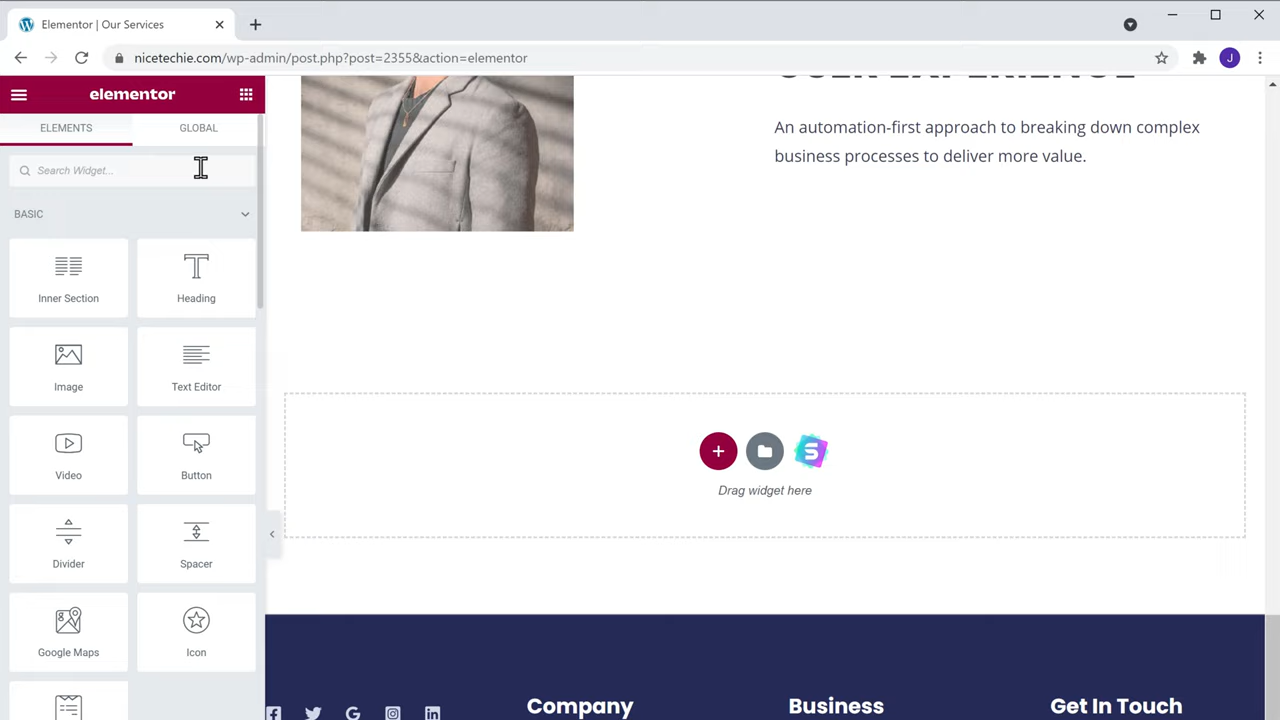 Elementor | Our Services
nicetechie.com/wp-admin/post.php?post=2355&action=elementor
J
elementor
ELEMENTS
GLOBAL
Search Widget...
BASIC
Inner Section
Heading
Image
Text Editor
Video
Button
Divider
Spacer
Google Maps
Icon
USER EXPERIENCE
An automation-first approach to breaking down complex
business processes to deliver more value.
S
Drag widget here
Company
Business
Get In Touch